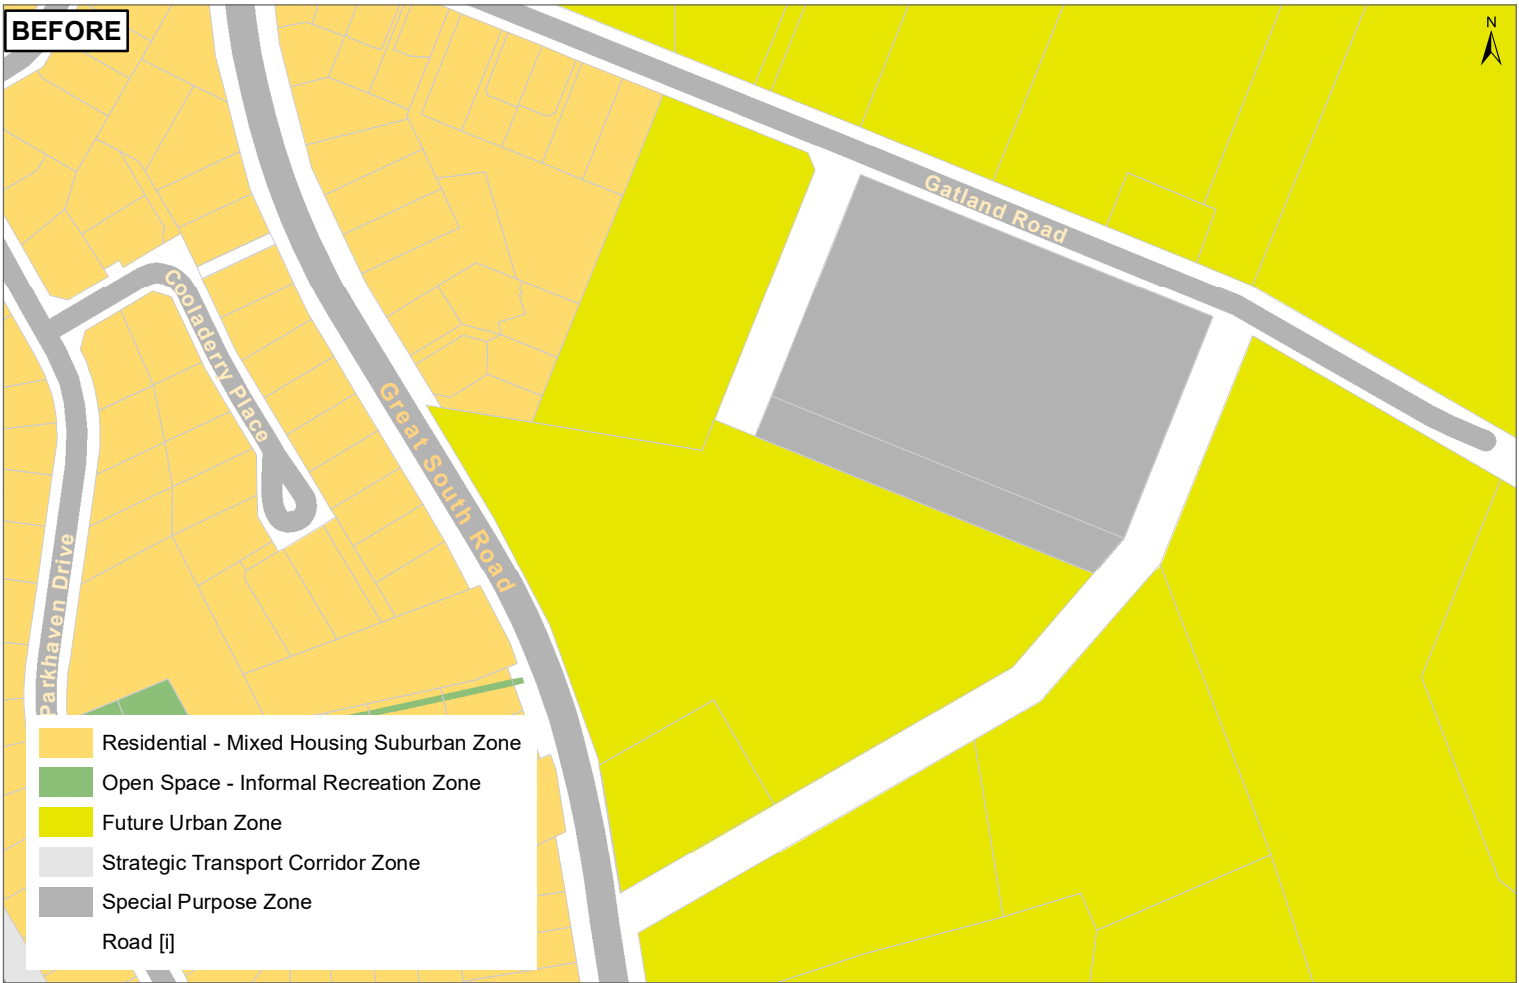 BEFORE
N
Gatland Road
Cooladerry Place
Great South Road
Parkhaven Drive
Residential - Mixed Housing Suburban Zone
Open Space - Informal Recreation Zone
Future Urban Zone
Strategic Transport Corridor Zone
Special Purpose Zone
Road [i]